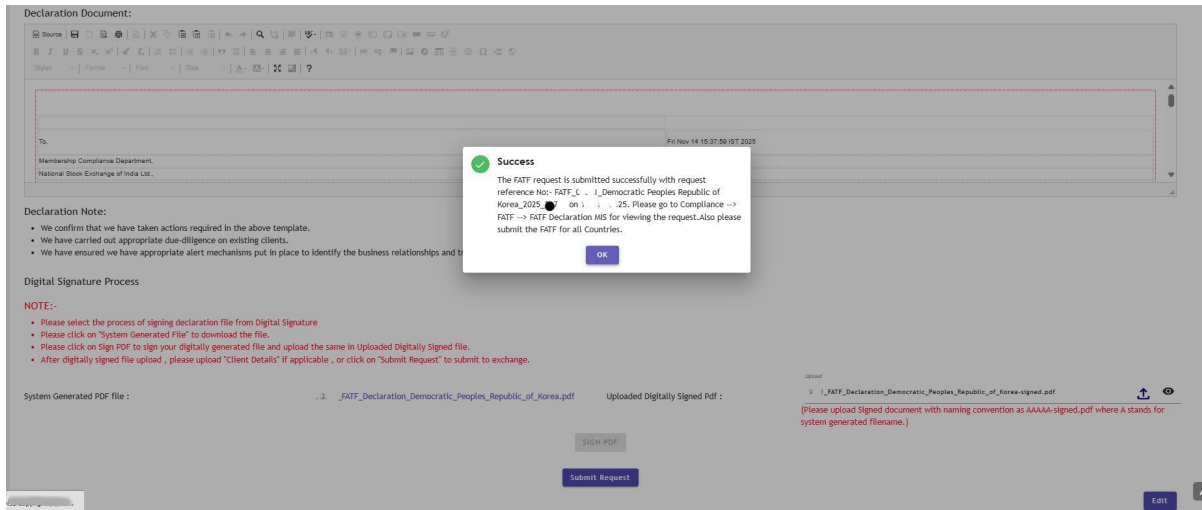 Declaration Document:
Source
Styles Format Font Size
To,
Fri Nov 14 15:37:59 IST 2025
Membership Compliance Department,
National Stock Exchange of India Ltd.,
Success
The FATF request is submitted successfully with request
reference No:- FATF_ _Democratic Peoples Republic of
Korea_2025_ on 25. Please go to Compliance -->
FATF --> FATF Declaration MIS for viewing the request.Also please
submit the FATF for all Countries.
OK
Declaration Note:
We confirm that we have taken actions required in the above template.
We have carried out appropriate due-diligence on existing clients.
We have ensured we have appropriate alert mechanisms put in place to identify the business relationships and
Digital Signature Process
NOTE:-
Please select the process of signing declaration file from Digital Signature
Please click on "System Generated File" to download the file.
Please click on Sign PDF to sign your digitally generated file and upload the same in Uploaded Digitally Signed file.
After digitally signed file upload , please upload "Client Details" if applicable , or click on "Submit Request" to submit to exchange.
System Generated PDF file :
_FATF_Declaration_Democratic_Peoples_Republic_of_Korea.pdf
Uploaded Digitally Signed Pdf :
Upload
_FATF_Declaration_Democratic_Peoples_Republic_of_Korea-signed.pdf
(Please upload Signed document with naming convention as AAAAA-signed.pdf where A stands for
system generated filename.)
SIGN PDF
Submit Request
Edit